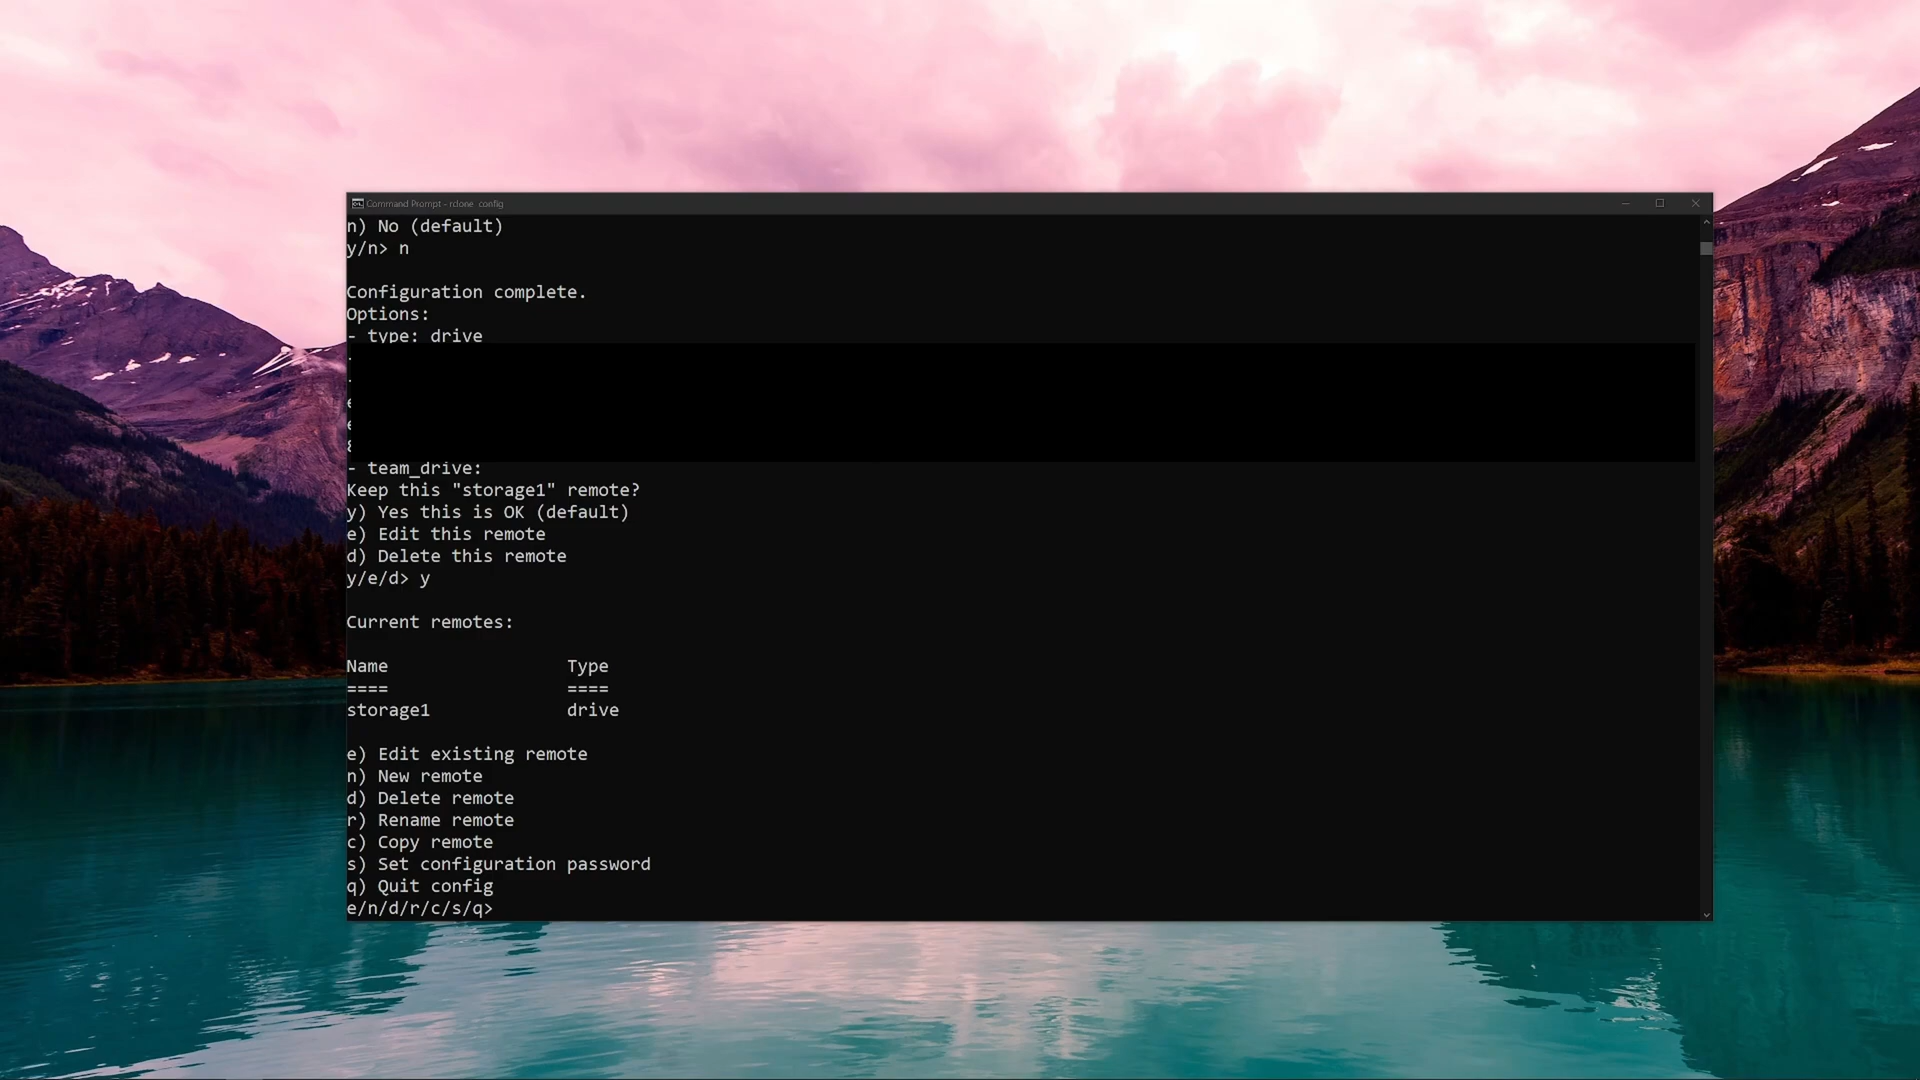 Command Prompt - rclone config
n) No (default)
y/n> n
Configuration complete.
Options:
- type: drive
- team_drive:
Keep this "storage1" remote?
y) Yes this is OK (default)
e) Edit this remote
d) Delete this remote
y/e/d> y
Current remotes:
Name Type
==== ====
storage1 drive
e) Edit existing remote
n) New remote
d) Delete remote
r) Rename remote
c) Copy remote
s) Set configuration password
q) Quit config
e/n/d/r/c/s/q>